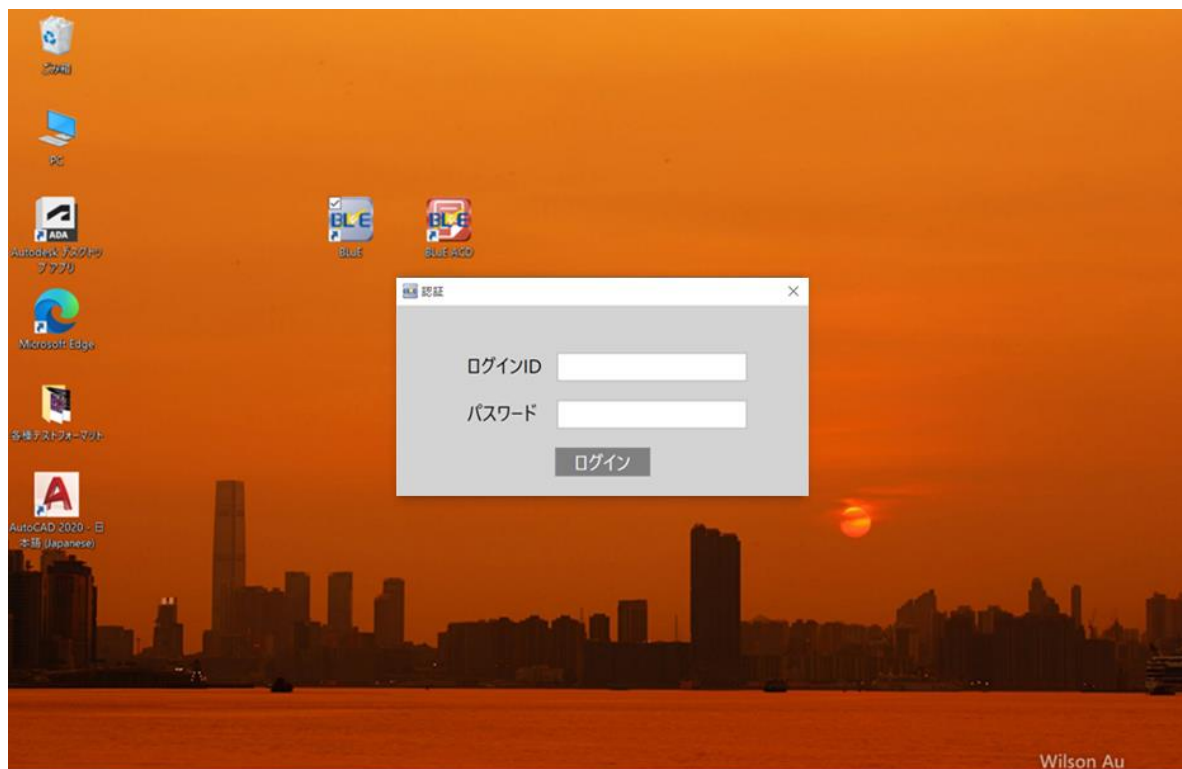 ごみ箱
PC
ADA
Autodesk デスクトッ
プ アプリ
Microsoft Edge
各種テストフォーマット
AutoCAD 2020 - 日
本語 (Japanese)
BLUE
BLUE
BLUE
BLUE ACD
認証
ログインID
パスワード
ログイン
Wilson Au